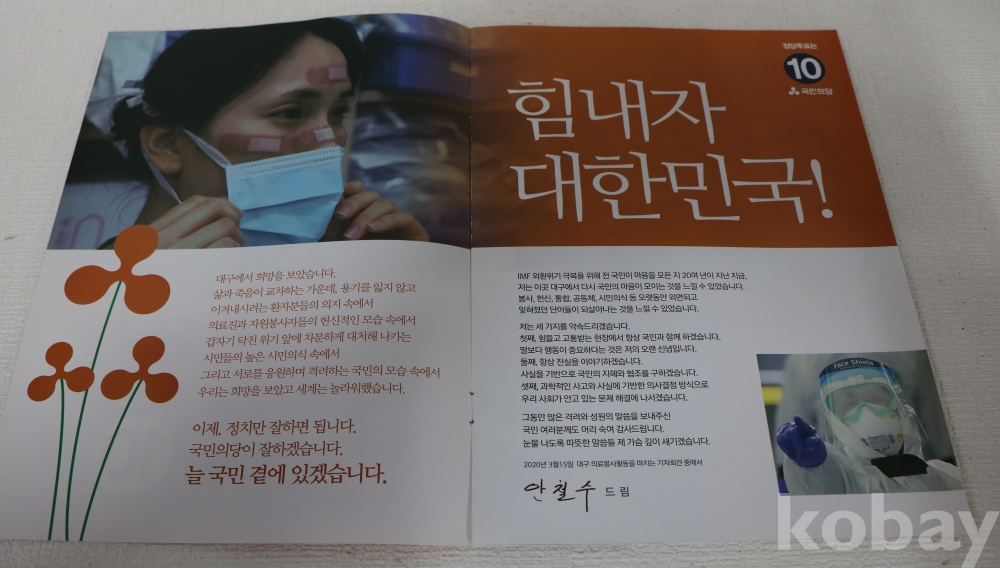 정당투표는
10
국민의당
힘내자
대한민국!
대구에서 희망을 보았습니다.
삶과 죽음이 교차하는 가운데, 용기를 잃지 않고
이겨내시려는 환자분들의 의지 속에서
의료진과 자원봉사자들의 헌신적인 모습 속에서
갑자기 닥친 위기 앞에 차분하게 대처해 나가는
시민들의 높은 시민의식 속에서
그리고 서로를 응원하며 격려하는 국민의 모습 속에서
우리는 희망을 보았고 세계는 놀라워했습니다.
이제, 정치만 잘하면 됩니다.
국민의당이 잘하겠습니다.
늘 국민 곁에 있겠습니다.
IMF 외환위기 극복을 위해 전 국민이 마음을 모은 지 20여 년이 지난 지금,
저는 이곳 대구에서 다시 국민의 마음이 모이는 것을 느낄 수 있었습니다.
봉사, 헌신, 통합, 공동체, 시민의식 등 오랫동안 외면되고
잊혀졌던 단어들이 되살아나는 것을 느낄 수 있었습니다.
저는 세 가지를 약속드리겠습니다.
첫째, 힘들고 고통받는 현장에서 항상 국민과 함께 하겠습니다.
말보다 행동이 중요하다는 것은 저의 오랜 신념입니다.
둘째, 항상 진실을 이야기하겠습니다.
사실을 기반으로 국민의 지혜와 협조를 구하겠습니다.
셋째, 과학적인 사고와 사실에 기반한 의사결정 방식으로
우리 사회가 안고 있는 문제 해결에 나서겠습니다.
그동안 많은 격려와 성원의 말씀을 보내주신
국민 여러분께도 머리 숙여 감사드립니다.
눈물 나도록 따뜻한 말씀들 제 가슴 깊이 새기겠습니다.
2020년 3월15일 대구 의료봉사활동을 마치는 기자회견 중에서
안철수 드림
Face Shield
kobay